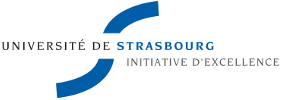 UNIVERSITÉ DE STRASBOURG
INITIATIVE D'EXCELLENCE